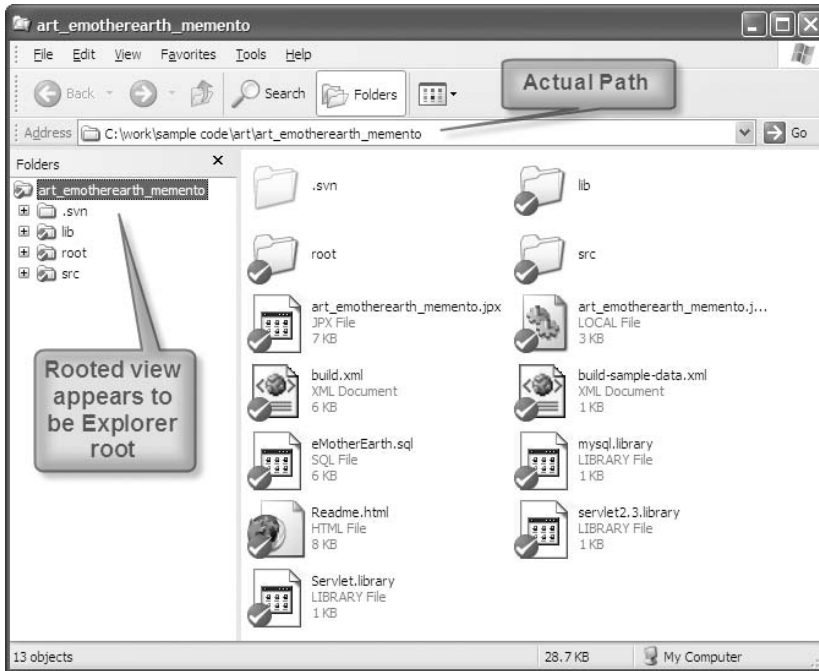 art_emotherearth_memento
File Edit View Favorites Tools Help
Back Search Folders
Actual Path
Address C:\work\sample code\art\art_emotherearth_memento Go
Folders x
art_emotherearth_memento
.svn
lib
root
src
Rooted view
appears to
be Explorer
root
.svn
lib
root
src
art_emotherearth_memento.jpx
JPX File
7 KB
art_emotherearth_memento.j...
LOCAL File
3 KB
build.xml
XML Document
6 KB
build-sample-data.xml
XML Document
1 KB
eMotherEarth.sql
SQL File
6 KB
mysql.library
LIBRARY File
1 KB
Readme.html
HTML File
8 KB
servlet2.3.library
LIBRARY File
1 KB
Servlet.library
LIBRARY File
1 KB
13 objects
28.7 KB
My Computer